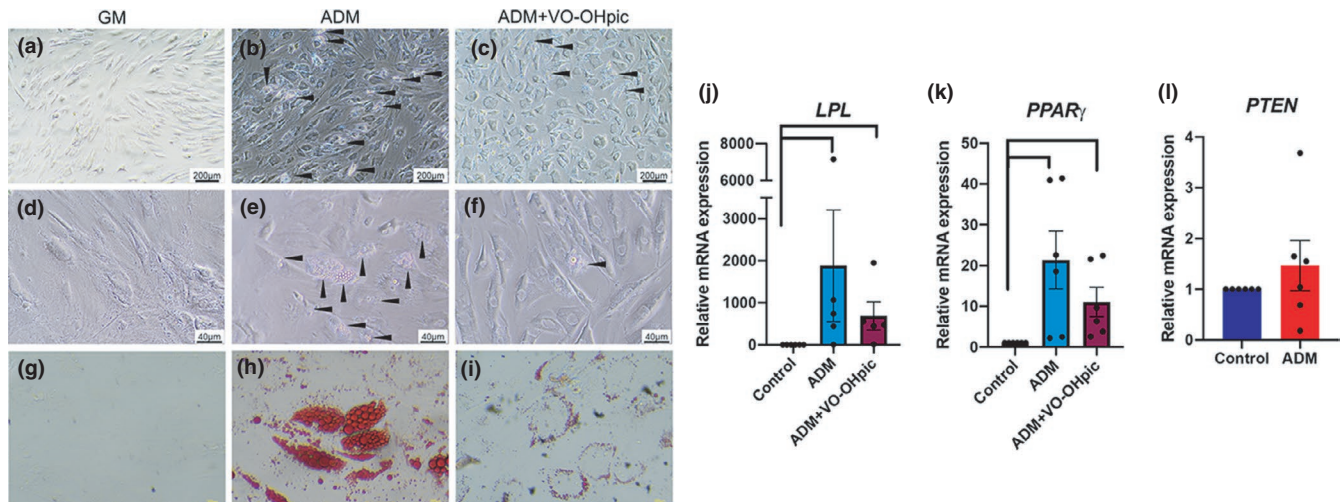 GM ADM ADM+VO-OHpic
(a) (b) (c)
200µm 200µm 200µm
(d) (e) (f)
40µm 40µm 40µm
(g) (h) (i)
(j)
LPL
Relative mRNA expression
8000
6000
3000
2000
1000
0
Control ADM ADM+VO-OHpic
(k)
PPARγ
Relative mRNA expression
50
40
30
20
10
0
Control ADM ADM+VO-OHpic
(l)
PTEN
Relative mRNA expression
4
3
2
1
0
Control ADM